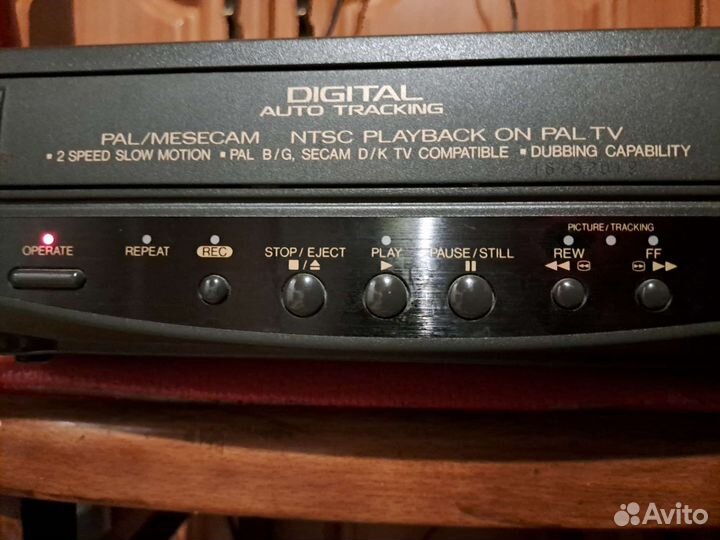 DIGITAL
AUTO TRACKING
PAL/MESECAM NTSC PLAYBACK ON PAL TV
▪ 2 SPEED SLOW MOTION ▪ PAL B/G, SECAM D/K TV COMPATIBLE ▪ DUBBING CAPABILITY
PICTURE/TRACKING
OPERATE REPEAT REC STOP/EJECT PLAY PAUSE/STILL REW FF
■/▲ ▶ ❚❚ ◀◀ ▶▶
Avito